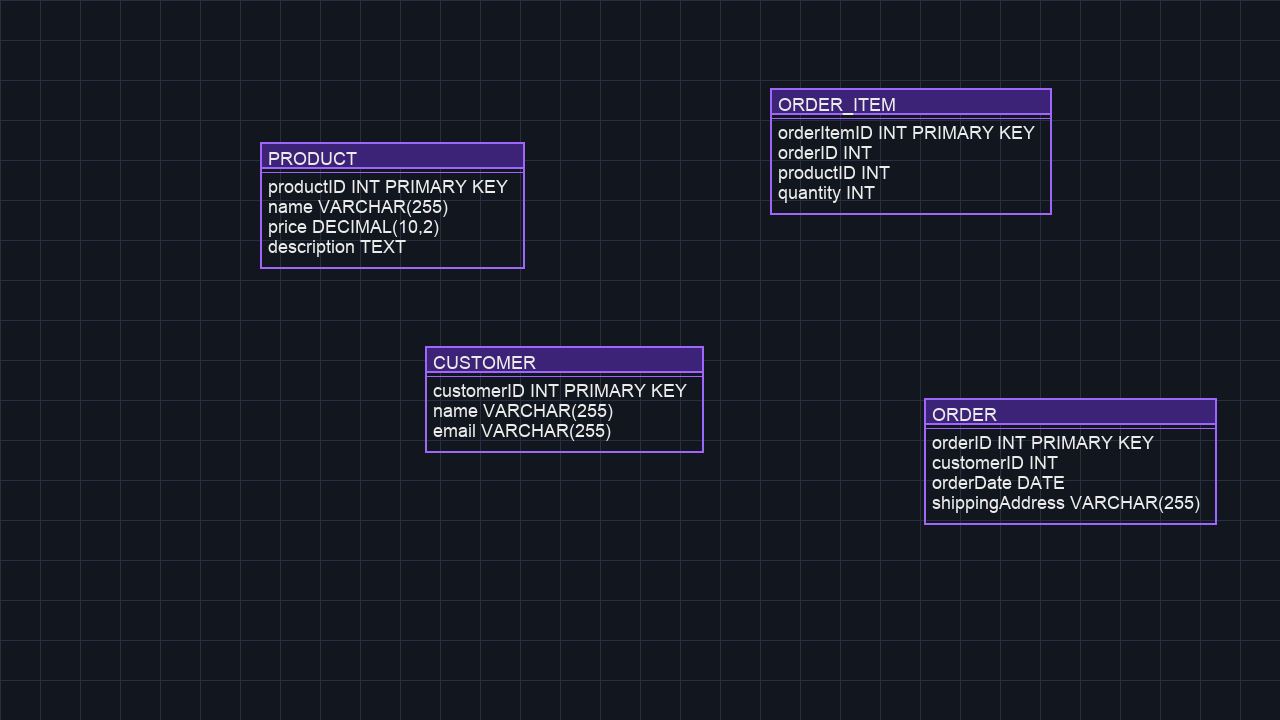 PRODUCT
productID INT PRIMARY KEY
name VARCHAR(255)
price DECIMAL(10,2)
description TEXT
ORDER_ITEM
orderItemID INT PRIMARY KEY
orderID INT
productID INT
quantity INT
CUSTOMER
customerID INT PRIMARY KEY
name VARCHAR(255)
email VARCHAR(255)
ORDER
orderID INT PRIMARY KEY
customerID INT
orderDate DATE
shippingAddress VARCHAR(255)